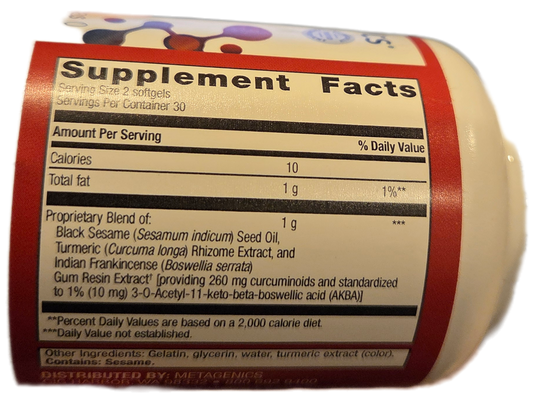 Supplement Facts
Serving Size 2 softgels
Servings Per Container 30
Amount Per Serving % Daily Value
Calories 10
Total fat 1 g 1%**
Proprietary Blend of: 1 g ***
Black Sesame (Sesamum indicum) Seed Oil,
Turmeric (Curcuma longa) Rhizome Extract, and
Indian Frankincense (Boswellia serrata)
Gum Resin Extract† [providing 260 mg curcuminoids and standardized
to 1% (10 mg) 3-O-Acetyl-11-keto-beta-boswellic acid (AKBA)]
**Percent Daily Values are based on a 2,000 calorie diet.
***Daily Value not established.
Other Ingredients: Gelatin, glycerin, water, turmeric extract (color).
Contains: Sesame.
DISTRIBUTED BY: METAGENICS